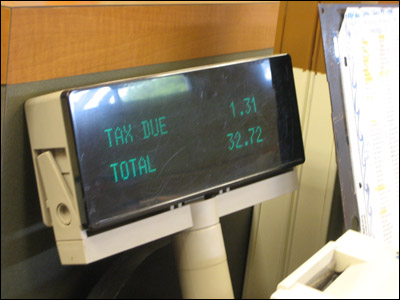 TAX DUE 1.31
TOTAL 32.72